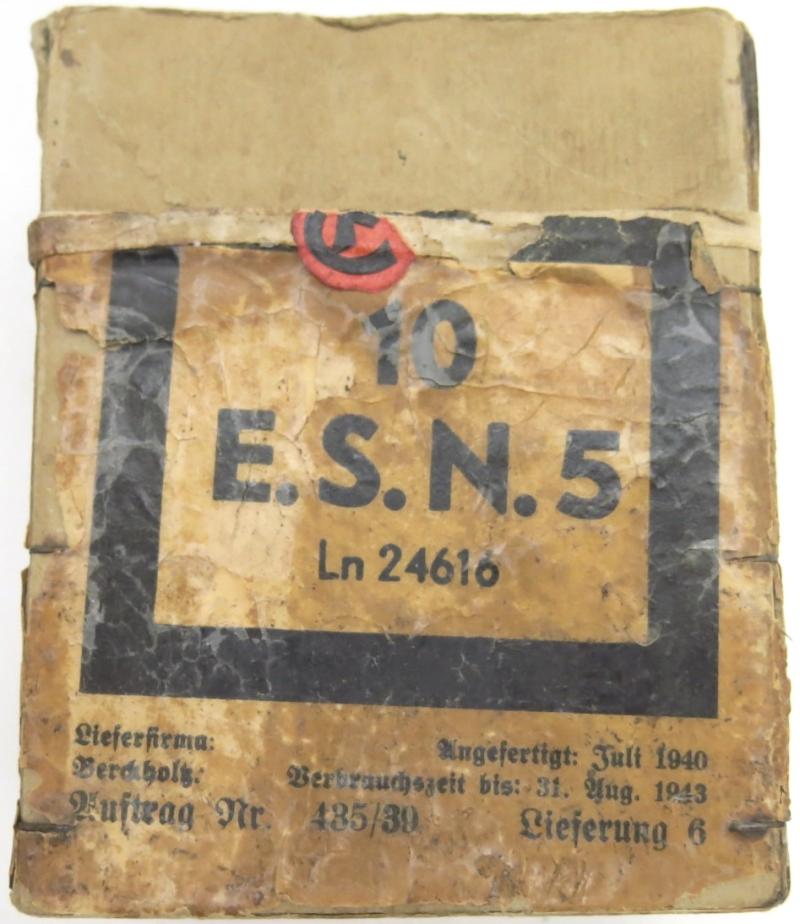 10
E. S. N. 5
Ln 24616
Lieferfirma: Angefertigt: Juli 1940
Berckholtz. Verbrauchszeit bis: 31. Aug. 1943
Auftrag Nr. 435/39 Lieferung 6